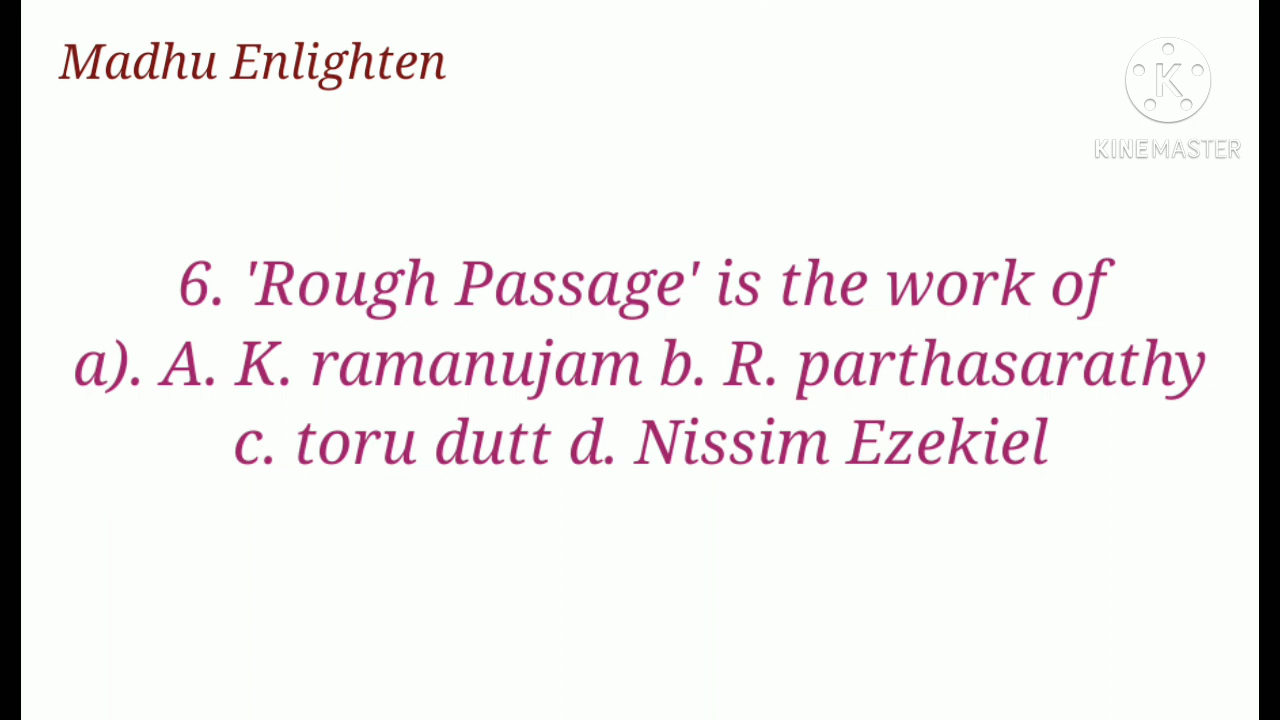 Madhu Enlighten
K
KINEMASTER
6. 'Rough Passage' is the work of
a). A. K. ramanujam b. R. parthasarathy
c. toru dutt d. Nissim Ezekiel